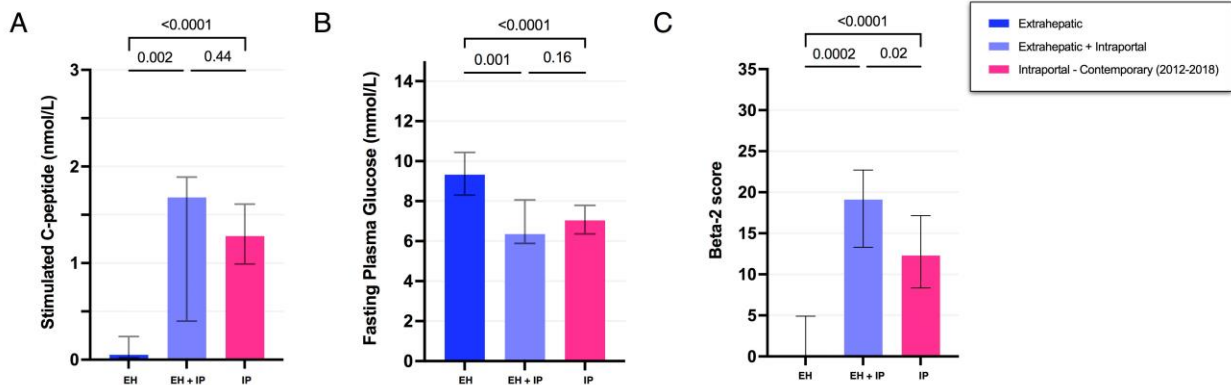 A
<0.0001
0.002
0.44
Stimulated C-peptide (nmol/L)
3
2
1
0
EH
EH + IP
IP
B
<0.0001
0.001
0.16
Fasting Plasma Glucose (mmol/L)
14
12
10
8
6
4
2
0
EH
EH + IP
IP
C
<0.0001
0.0002
0.02
Beta-2 score
35
30
25
20
15
10
5
0
EH
EH + IP
IP
Extrahepatic
Extrahepatic + Intraportal
Intraportal - Contemporary (2012-2018)